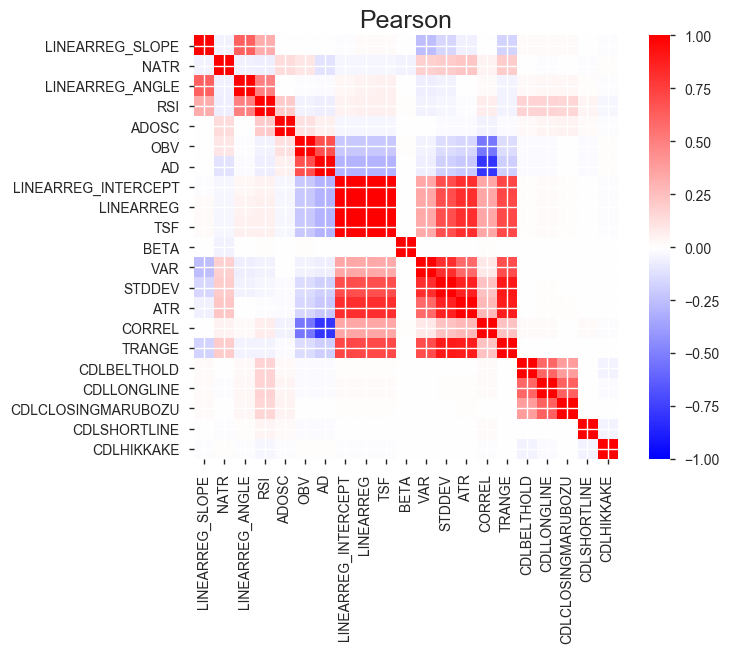 Pearson
LINEARREG_SLOPE
NATR
LINEARREG_ANGLE
RSI
ADOSC
OBV
AD
LINEARREG_INTERCEPT
LINEARREG
TSF
BETA
VAR
STDDEV
ATR
CORREL
TRANGE
CDLBELTHOLD
CDLLONGLINE
CDLCLOSINGMARUBOZU
CDLSHORTLINE
CDLHIKKAKE
LINEARREG_SLOPE
NATR
LINEARREG_ANGLE
RSI
ADOSC
OBV
AD
LINEARREG_INTERCEPT
LINEARREG
TSF
BETA
VAR
STDDEV
ATR
CORREL
TRANGE
CDLBELTHOLD
CDLLONGLINE
CDLCLOSINGMARUBOZU
CDLSHORTLINE
CDLHIKKAKE
1.00
0.75
0.50
0.25
0.00
−0.25
−0.50
−0.75
−1.00